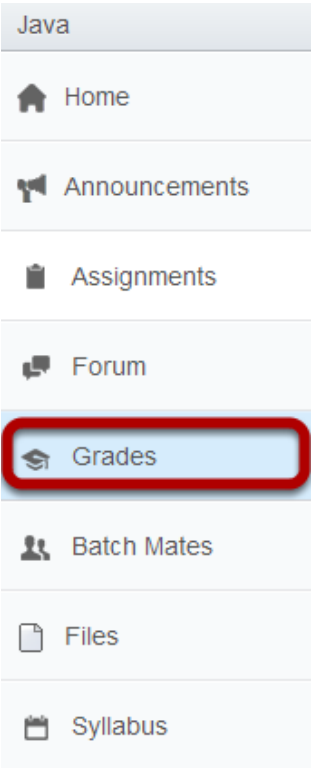 Java
Home
Announcements
Assignments
Forum
Grades
Batch Mates
Files
Syllabus